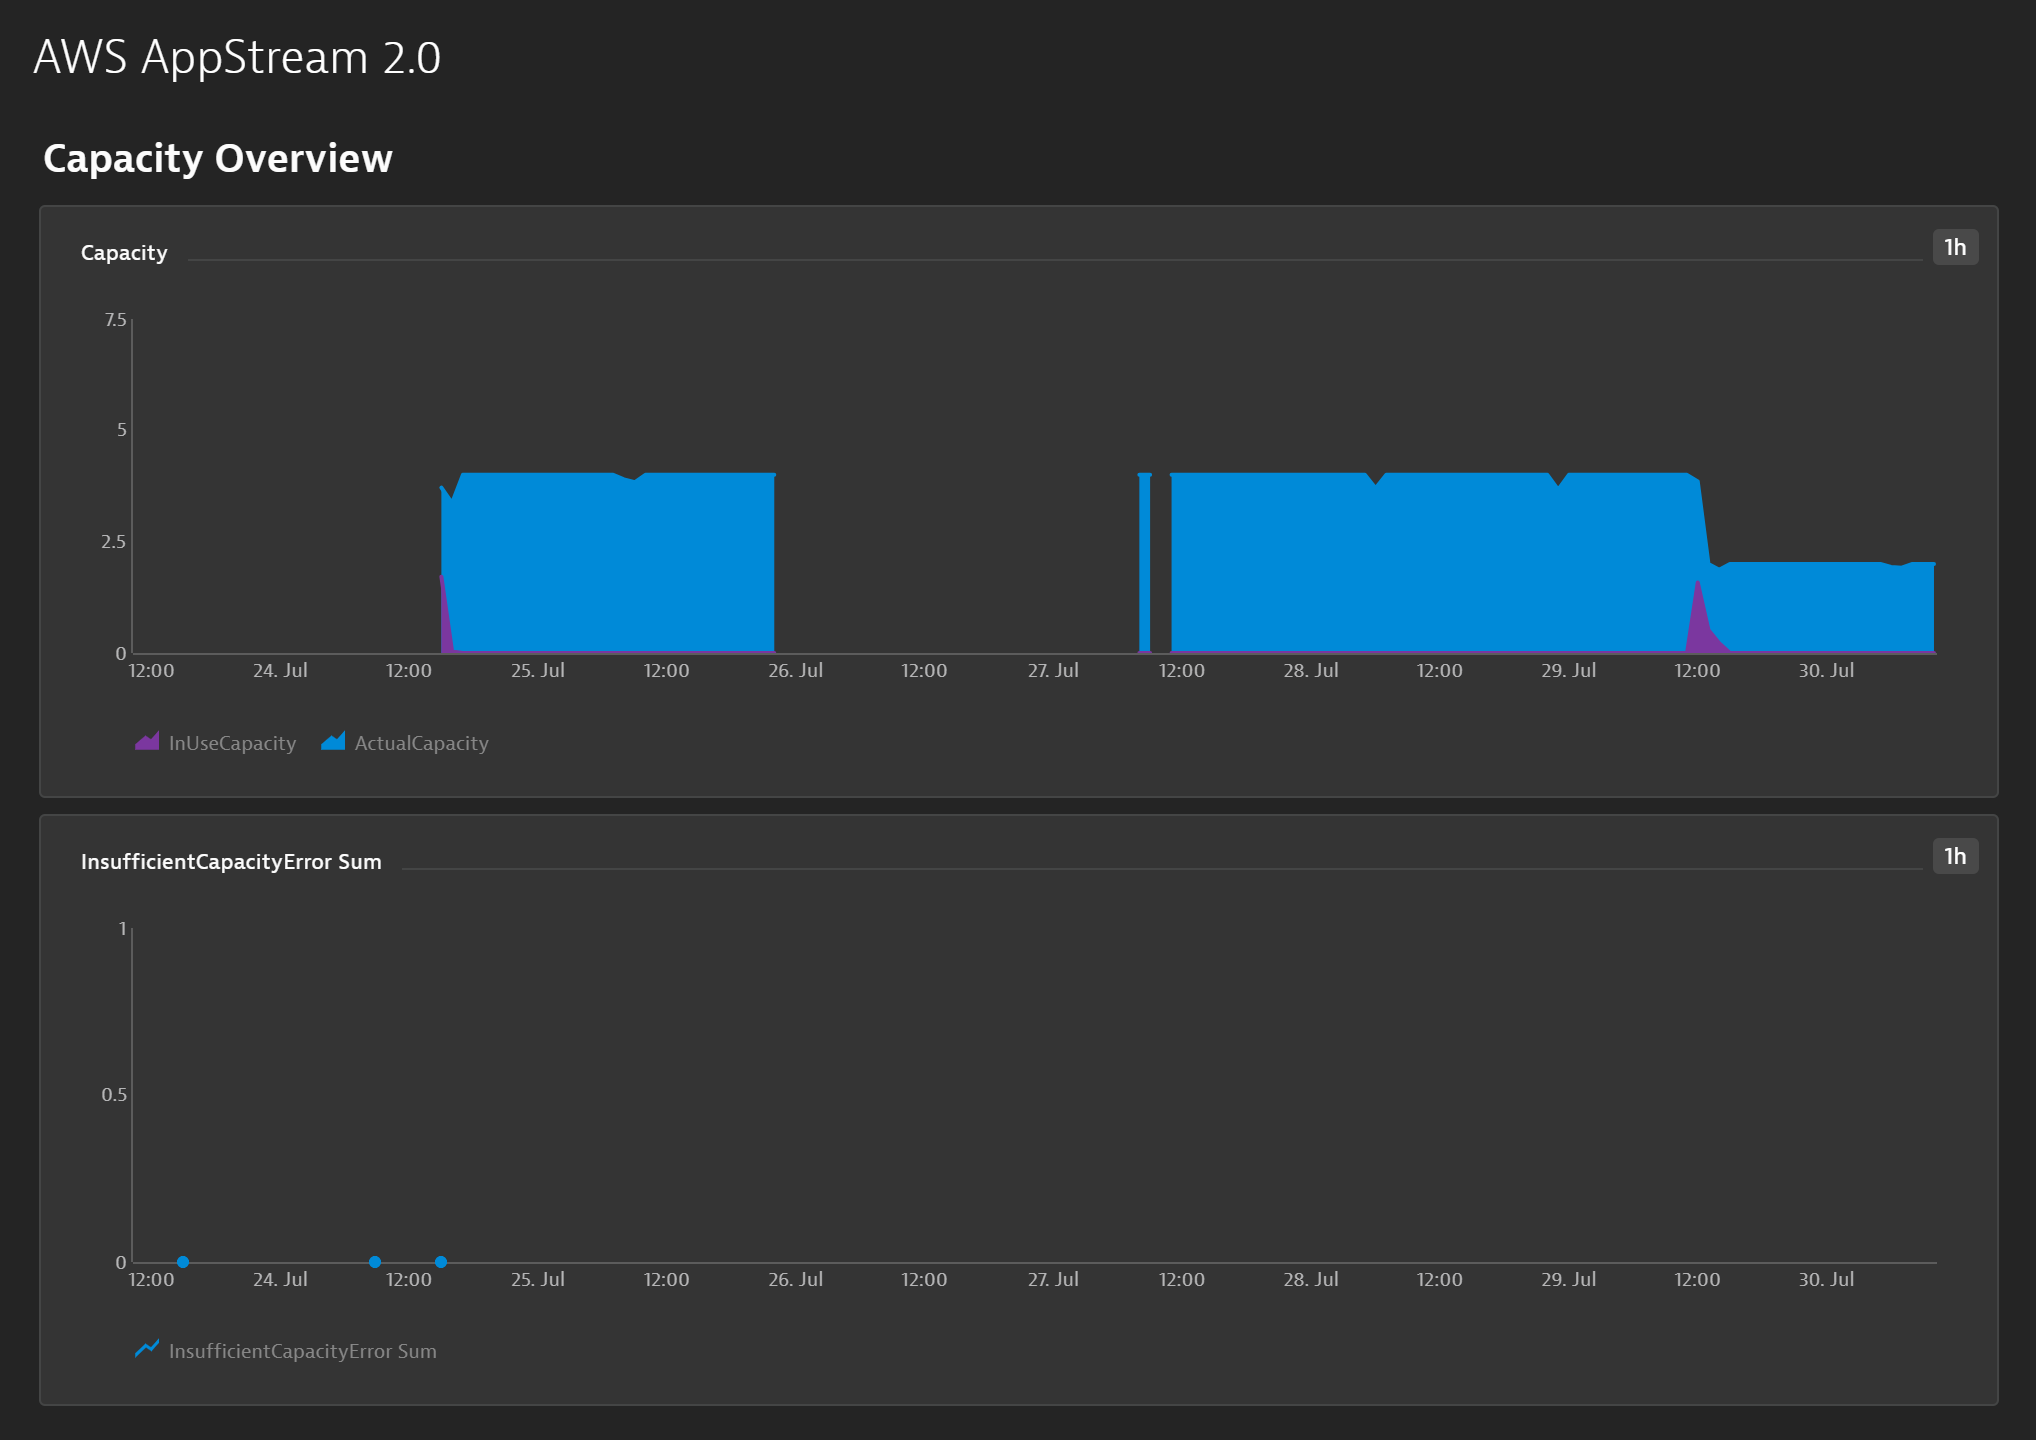 AWS AppStream 2.0
Capacity Overview
Capacity
1h
7.5
5
2.5
0
12:00 24. Jul 12:00 25. Jul 12:00 26. Jul 12:00 27. Jul 12:00 28. Jul 12:00 29. Jul 12:00 30. Jul
InUseCapacity ActualCapacity
InsufficientCapacityError Sum
1h
1
0.5
0
12:00 24. Jul 12:00 25. Jul 12:00 26. Jul 12:00 27. Jul 12:00 28. Jul 12:00 29. Jul 12:00 30. Jul
InsufficientCapacityError Sum